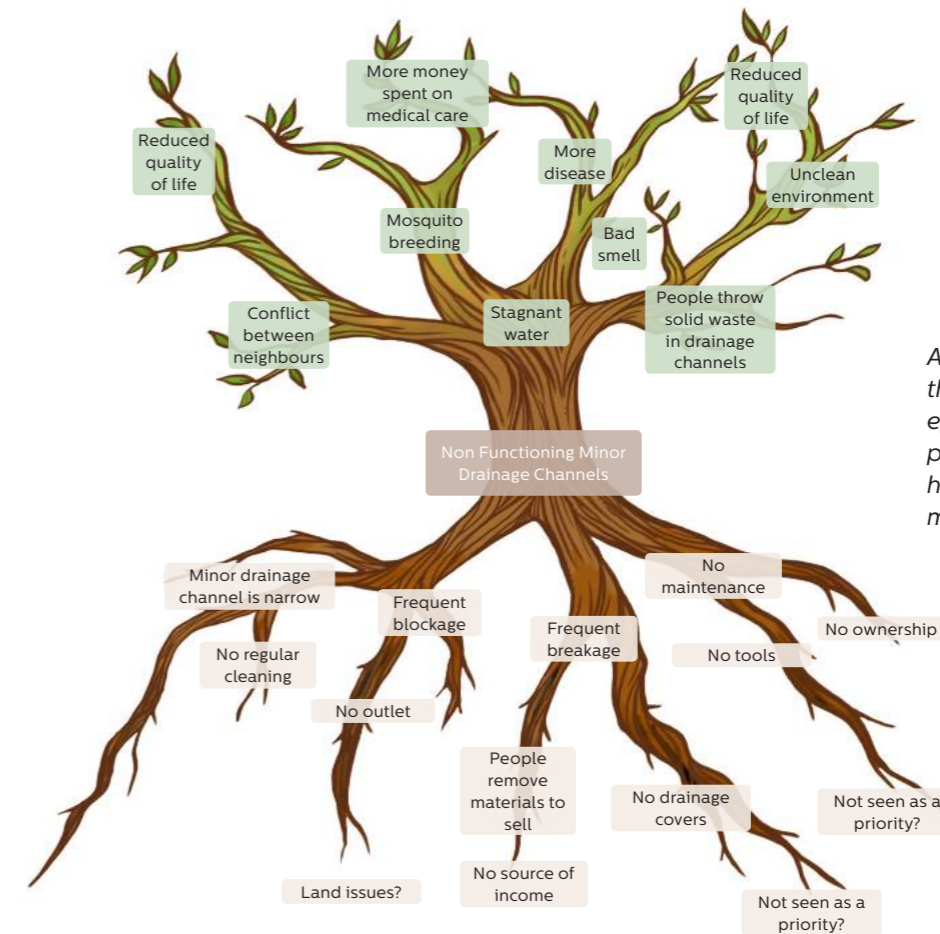 More money
spent on
medical care
Reduced
quality
of life
Reduced
quality
of life
More
disease
Unclean
environment
Mosquito
breeding
Bad
smell
Conflict
between
neighbours
Stagnant
water
People throw
solid waste
in drainage
channels
Non Functioning Minor
Drainage Channels
Minor drainage
channel is narrow
Frequent
blockage
No regular
cleaning
No outlet
Land issues?
Frequent
breakage
People
remove
materials to
sell
No source of
income
No drainage
covers
Not seen as a
priority?
No
maintenance
No tools
No ownership
Not seen as a
priority?